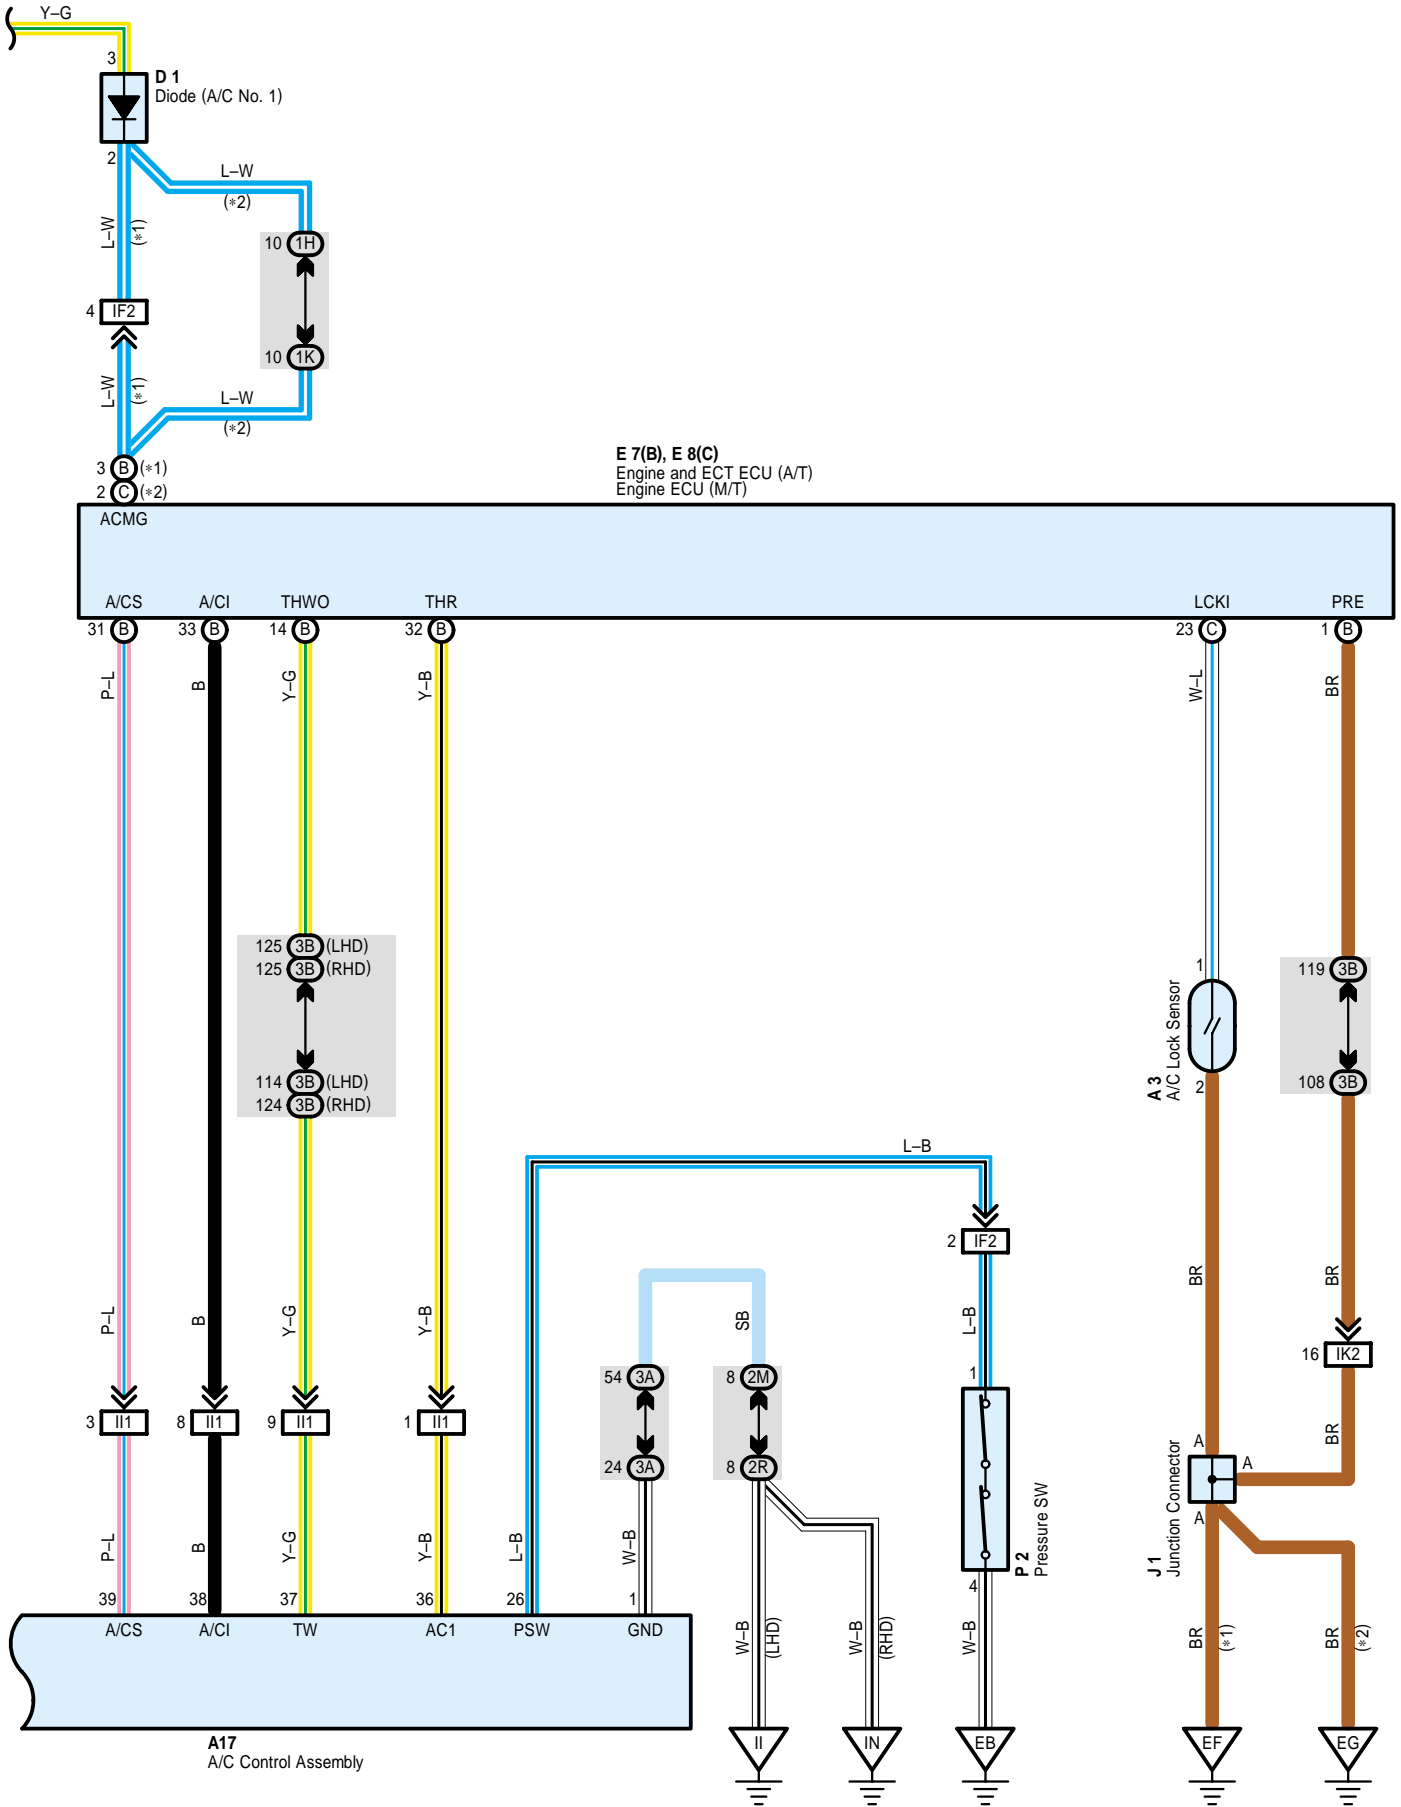 Y–G
3
D 1
Diode (A/C No. 1)
2
L–W
(*2)
L–W
(*1)
10 1H
4 IF2
10 1K
L–W
(*1)
L–W
(*2)
3 B (*1)
2 C (*2)
E 7(B), E 8(C)
Engine and ECT ECU (A/T)
Engine ECU (M/T)
ACMG
A/CS A/CI THWO THR LCKI PRE
31 B 33 B 14 B 32 B 23 C 1 B
P–L B Y–G Y–B W–L BR
125 3B (LHD)
125 3B (RHD)
1
119 3B
A 3
A/C Lock Sensor
114 3B (LHD)
124 3B (RHD)
2
108 3B
L–B
2 IF2
P–L B Y–G Y–B SB L–B BR BR
16 IK2
54 3A 8 2M 1
3 II1 8 II1 9 II1 1 II1
BR
A
A
24 3A 8 2R
J 1
Junction Connector
A
P 2
Pressure SW
P–L B Y–G Y–B L–B W–B
4
39 38 37 36 26 1
A/CS A/CI TW AC1 PSW GND
W–B
(LHD)
W–B
(RHD)
W–B
BR
(*1)
BR
(*2)
A17
A/C Control Assembly
II IN EB EF EG